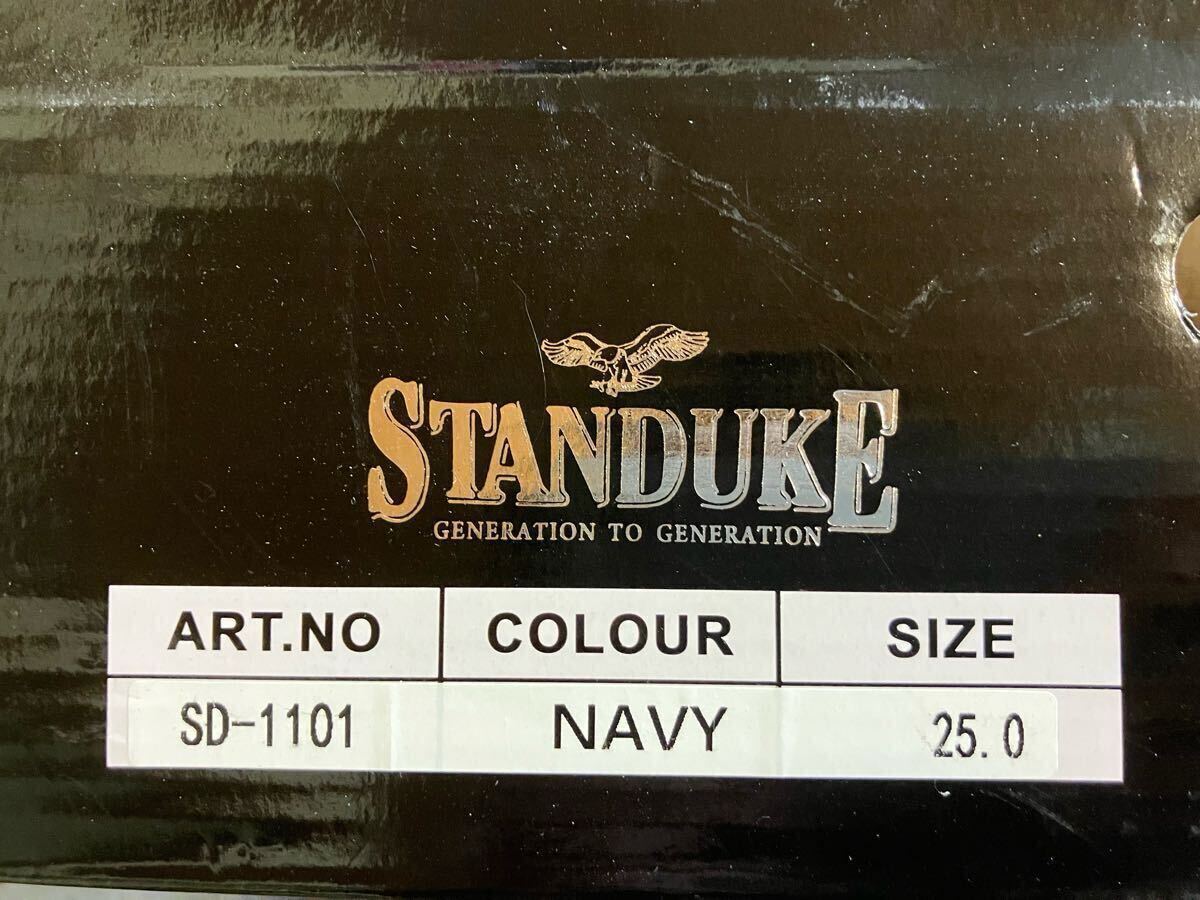 STANDUKE
GENERATION TO GENERATION
ART.NO COLOUR SIZE
SD-1101 NAVY 25.0